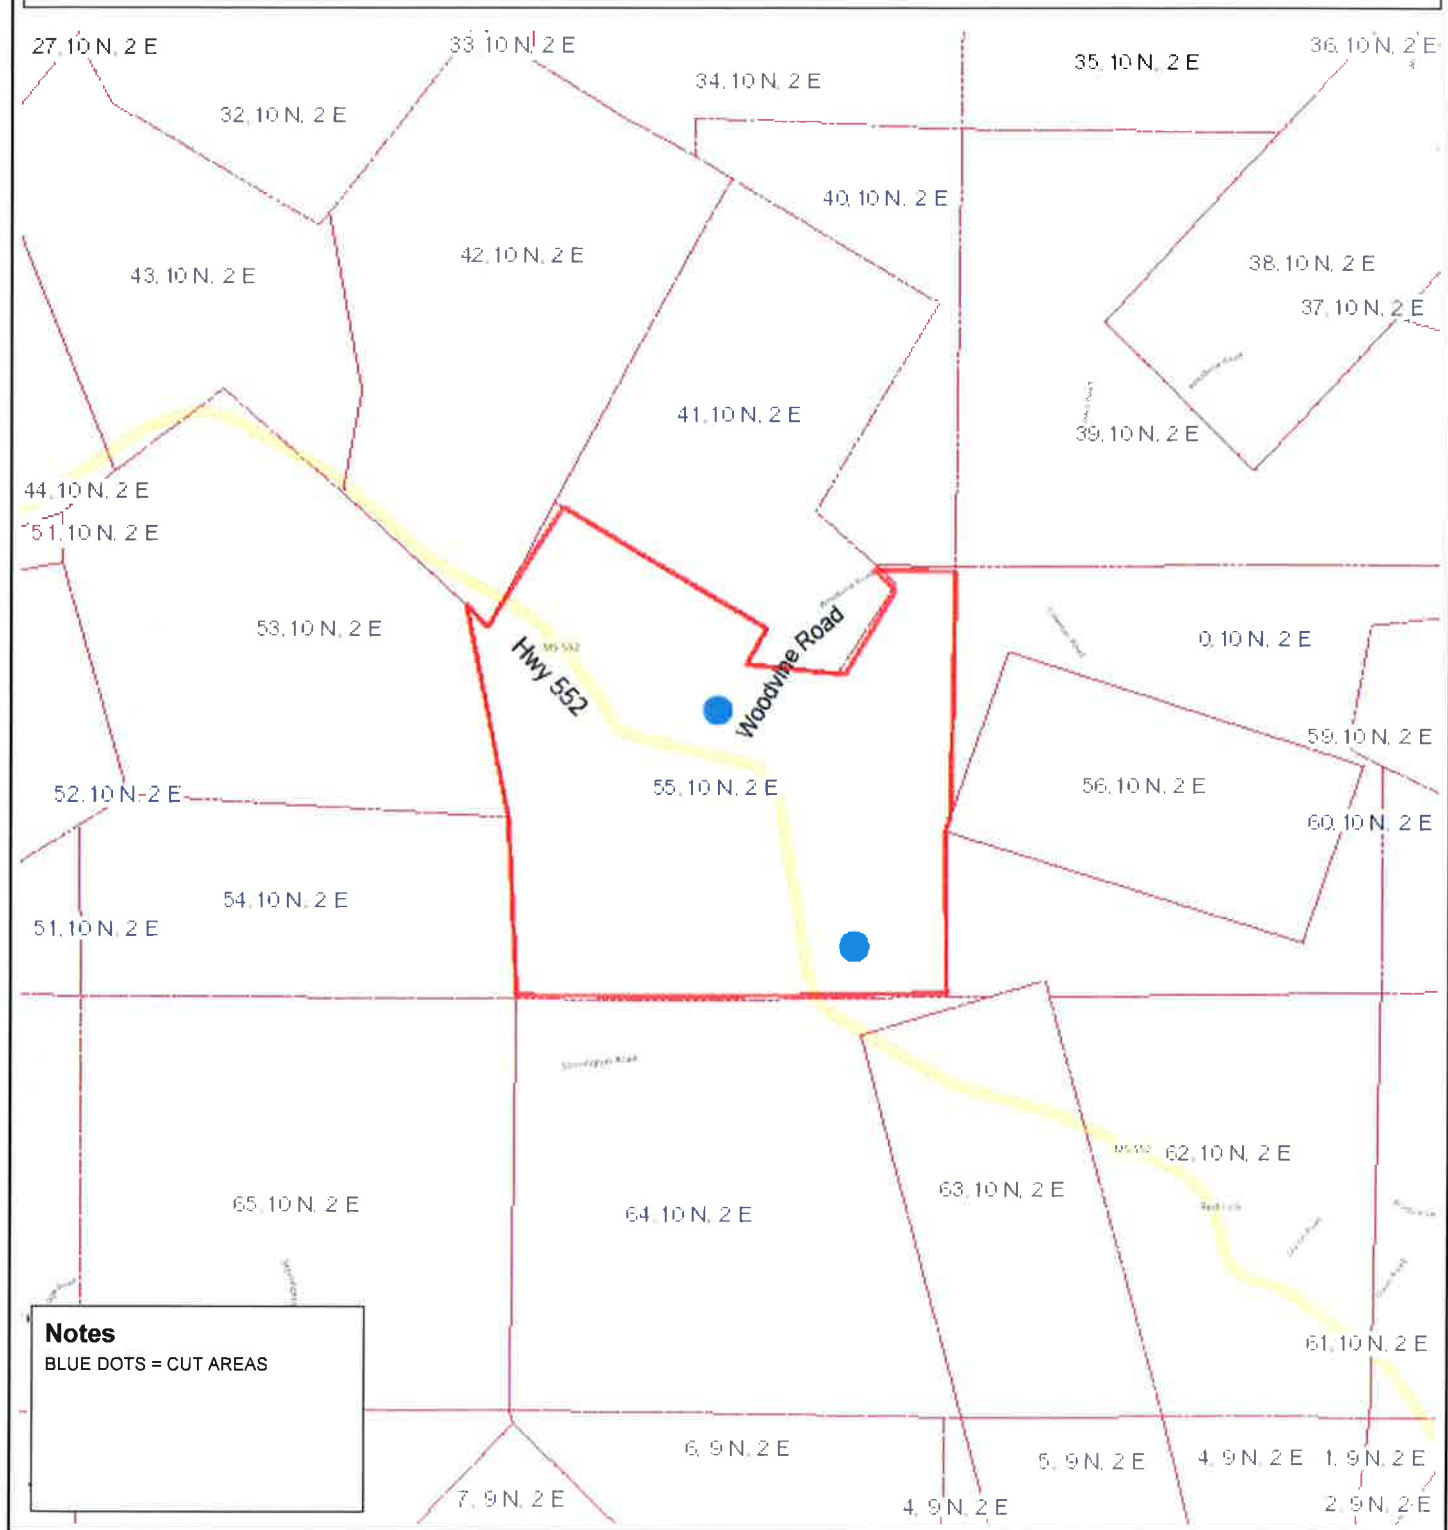 27, 10 N, 2 E
33, 10 N, 2 E
36, 10 N, 2 E
35, 10 N, 2 E
34, 10 N, 2 E
32, 10 N, 2 E
40, 10 N, 2 E
42, 10 N, 2 E
38, 10 N, 2 E
43, 10 N, 2 E
37, 10 N, 2 E
41, 10 N, 2 E
39, 10 N, 2 E
44, 10 N, 2 E
51, 10 N, 2 E
53, 10 N, 2 E
0, 10 N, 2 E
MS 552
Hwy 552
Woodvine Road
59, 10 N, 2 E
55, 10 N, 2 E
56, 10 N, 2 E
52, 10 N, 2 E
60, 10 N, 2 E
54, 10 N, 2 E
51, 10 N, 2 E
MS 552
62, 10 N, 2 E
63, 10 N, 2 E
65, 10 N, 2 E
64, 10 N, 2 E
Red Lick
61, 10 N, 2 E
Notes
BLUE DOTS = CUT AREAS
6, 9 N, 2 E
5, 9 N, 2 E
4, 9 N, 2 E
1, 9 N, 2 E
7, 9 N, 2 E
4, 9 N, 2 E
2, 9 N, 2 E